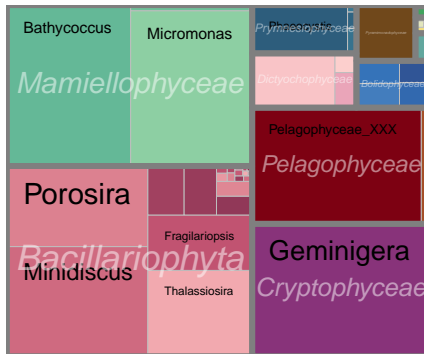 Bathycoccus
Micromonas
Mamiellophyceae
Porosira
Bacillariophyta
Minidiscus
Fragilariopsis
Thalassiosira
Phaeocystis
Prymnesiophyceae
Dictyochophyceae
Bolidophyceae
Pelagophyceae_XXX
Pelagophyceae
Geminigera
Cryptophyceae